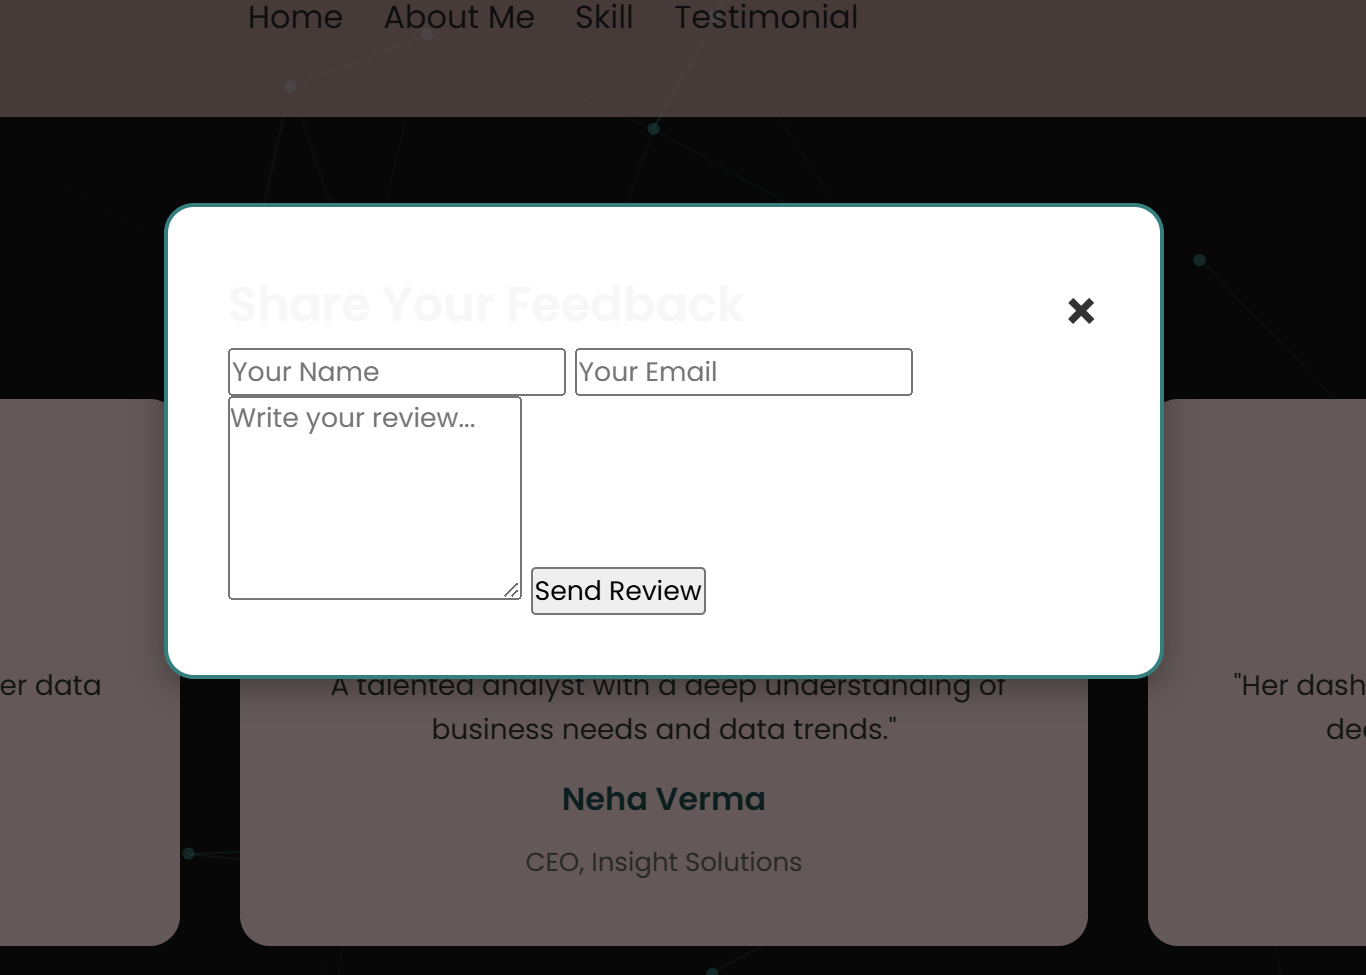 Home About Me Skill Testimonial
Share Your Feedback
Your Name Your Email
Write your review...
Send Review
er data
A talented analyst with a deep understanding of
business needs and data trends."
Neha Verma
CEO, Insight Solutions
"Her dash
dec